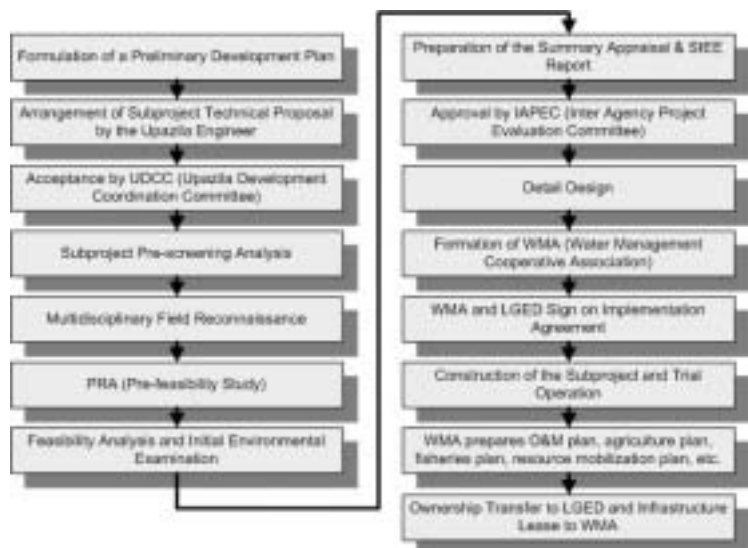 Formulation of a Preliminary Development Plan
Arrangement of Subproject Technical Proposal
by the Upazila Engineer
Acceptance by UDCC (Upazila Development
Coordination Committee)
Subproject Pre-screening Analysis
Multidisciplinary Field Reconnaissance
PRA (Pre-feasibility Study)
Feasibility Analysis and Initial Environmental
Examination
Preparation of the Summary Appraisal & SIEE
Report
Approval by IAPEC (Inter Agency Project
Evaluation Committee)
Detail Design
Formation of WMA (Water Management
Cooperative Association)
WMA and LGED Sign on Implementation
Agreement
Construction of the Subproject and Trial
Operation
WMA prepares O&M plan, agriculture plan,
fisheries plan, resource mobilization plan, etc.
Ownership Transfer to LGED and Infrastructure
Lease to WMA